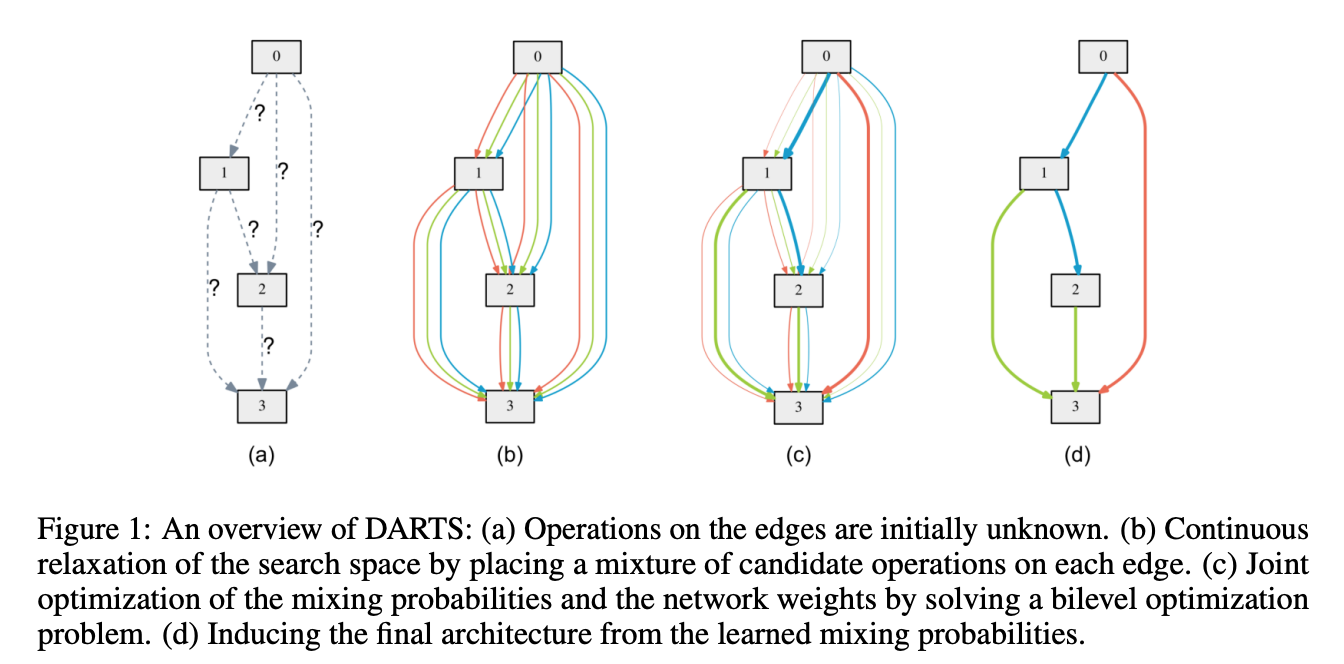 0 0 0 0
?
1 ? 1 1 1
? ?
? 2 2 2 2
?
3 3 3 3
(a) (b) (c) (d)
Figure 1: An overview of DARTS: (a) Operations on the edges are initially unknown. (b) Continuous
relaxation of the search space by placing a mixture of candidate operations on each edge. (c) Joint
optimization of the mixing probabilities and the network weights by solving a bilevel optimization
problem. (d) Inducing the final architecture from the learned mixing probabilities.